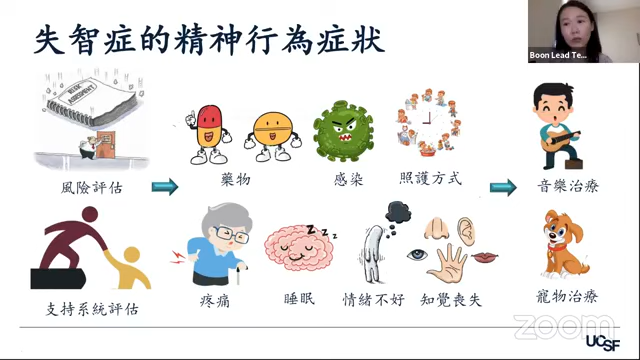 失智症的精神行為症狀
Boon Lead Te...
RISK ASSESSMENT
風險評估
藥物
感染
照護方式
音樂治療
支持系統評估
疼痛
睡眠
情緒不好
知覺喪失
寵物治療
z z z z
zoom
UCSF